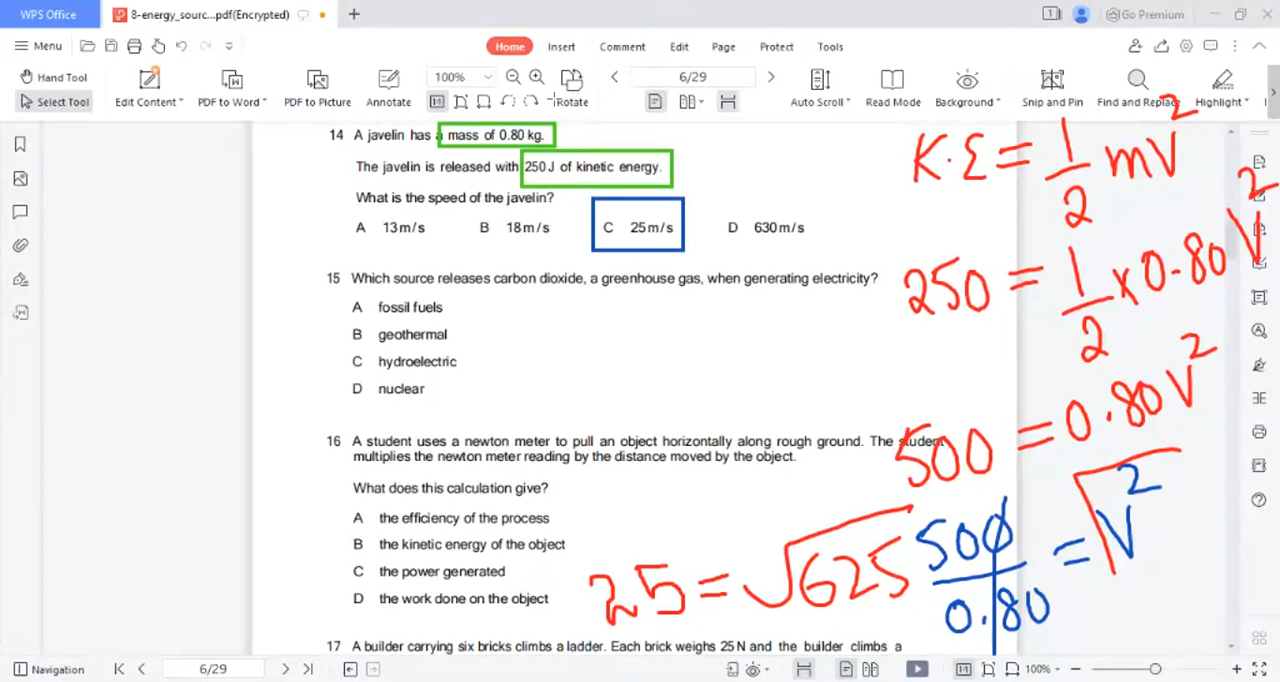 WPS Office
8-energy_sourc...pdf(Encrypted)
1
Go Premium
Menu
Home Insert Comment Edit Page Protect Tools
Hand Tool
Select Tool
Edit Content
PDF to Word
PDF to Picture
Annotate
100%
Rotate
6/29
Auto Scroll
Read Mode
Background
Snip and Pin
Find and Replace
Highlight
14 A javelin has a mass of 0.80 kg.
The javelin is released with 250 J of kinetic energy.
What is the speed of the javelin?
A 13 m/s B 18 m/s C 25 m/s D 630 m/s
15 Which source releases carbon dioxide, a greenhouse gas, when generating electricity?
A fossil fuels
B geothermal
C hydroelectric
D nuclear
16 A student uses a newton meter to pull an object horizontally along rough ground. The student
multiplies the newton meter reading by the distance moved by the object.
What does this calculation give?
A the efficiency of the process
B the kinetic energy of the object
C the power generated
D the work done on the object
17 A builder carrying six bricks climbs a ladder. Each brick weighs 25 N and the builder climbs a
K.E = 1/2 mv²
250 = 1/2 × 0.80 V²
500 = 0.80 V²
500/0.80 = √V²
25 = √625
Navigation
6/29
100%